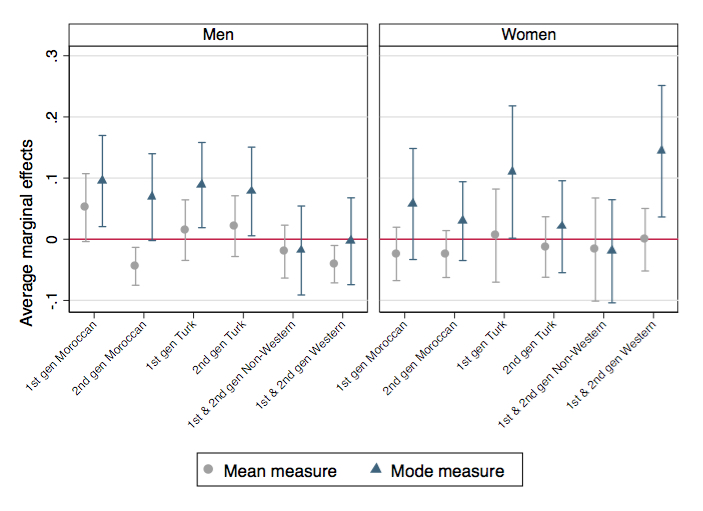 Men
Women
Average marginal effects
.3
.2
.1
0
-.1
1st gen Moroccan
2nd gen Moroccan
1st gen Turk
2nd gen Turk
1st & 2nd gen Non-Western
1st & 2nd gen Western
1st gen Moroccan
2nd gen Moroccan
1st gen Turk
2nd gen Turk
1st & 2nd gen Non-Western
1st & 2nd gen Western
Mean measure
Mode measure